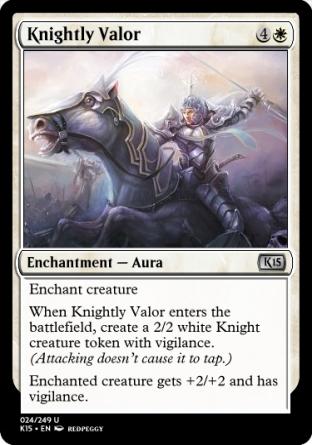 Knightly Valor 4
Enchantment — Aura K15
Enchant creature
When Knightly Valor enters the
battlefield, create a 2/2 white Knight
creature token with vigilance.
(Attacking doesn't cause it to tap.)
Enchanted creature gets +2/+2 and has
vigilance.
024/249 U
K15 • EN REDPEGGY